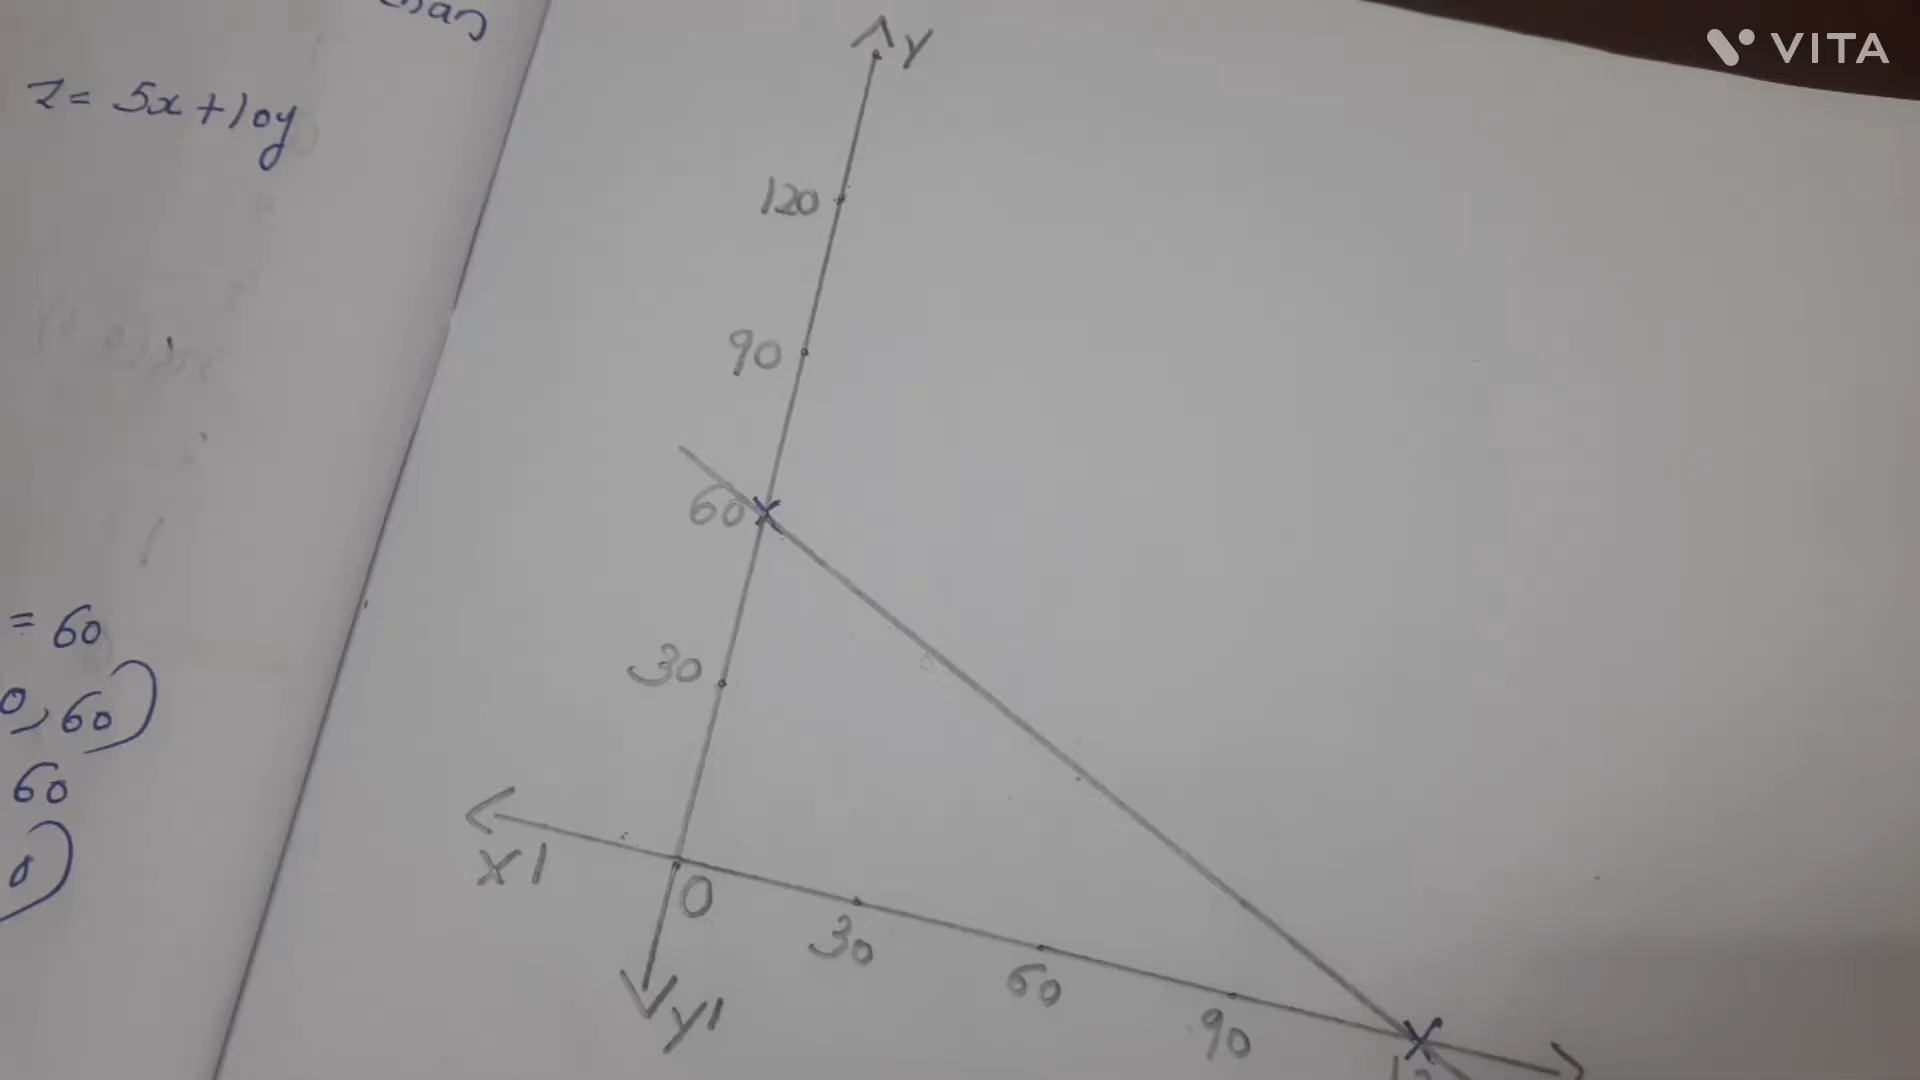 z = 5x + 10y
= 60
0, 60)
60
0)
Y
120
90
60
30
X'
O
30
60
90
Y'
VITA